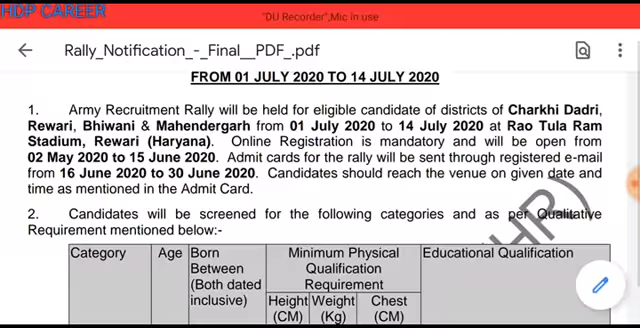 HDP CAREER
"DU Recorder",Mic in use
Rally_Notification_-_Final__PDF_.pdf
FROM 01 JULY 2020 TO 14 JULY 2020
1. Army Recruitment Rally will be held for eligible candidate of districts of Charkhi Dadri,
Rewari, Bhiwani & Mahendergarh from 01 July 2020 to 14 July 2020 at Rao Tula Ram
Stadium, Rewari (Haryana). Online Registration is mandatory and will be open from
02 May 2020 to 15 June 2020. Admit cards for the rally will be sent through registered e-mail
from 16 June 2020 to 30 June 2020. Candidates should reach the venue on given date and
time as mentioned in the Admit Card.
2. Candidates will be screened for the following categories and as per Qualitative
Requirement mentioned below:-
Category Age Born Minimum Physical Educational Qualification
Between Qualification
(Both dated Requirement
inclusive) Height Weight Chest
(CM) (Kg) (CM)